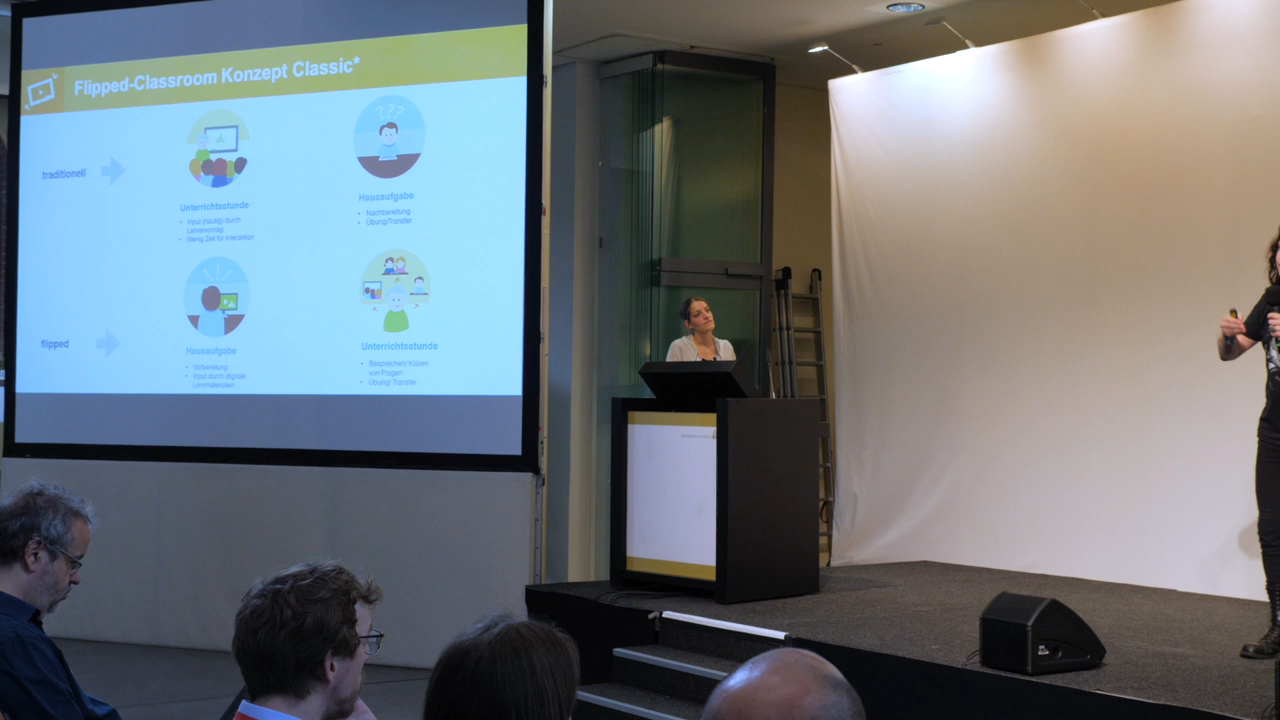 Flipped-Classroom Konzept Classic*
traditionell
???
Unterrichtsstunde
• Input (häufig) durch
Lehrervortrag
• Wenig Zeit für Interaktion
Hausaufgabe
• Nachbereitung
• Übung/Transfer
flipped
Hausaufgabe
• Vorbereitung
• Input durch digitale
Lernmaterialien
Unterrichtsstunde
• Besprechen/ Klären
von Fragen
• Übung/ Transfer